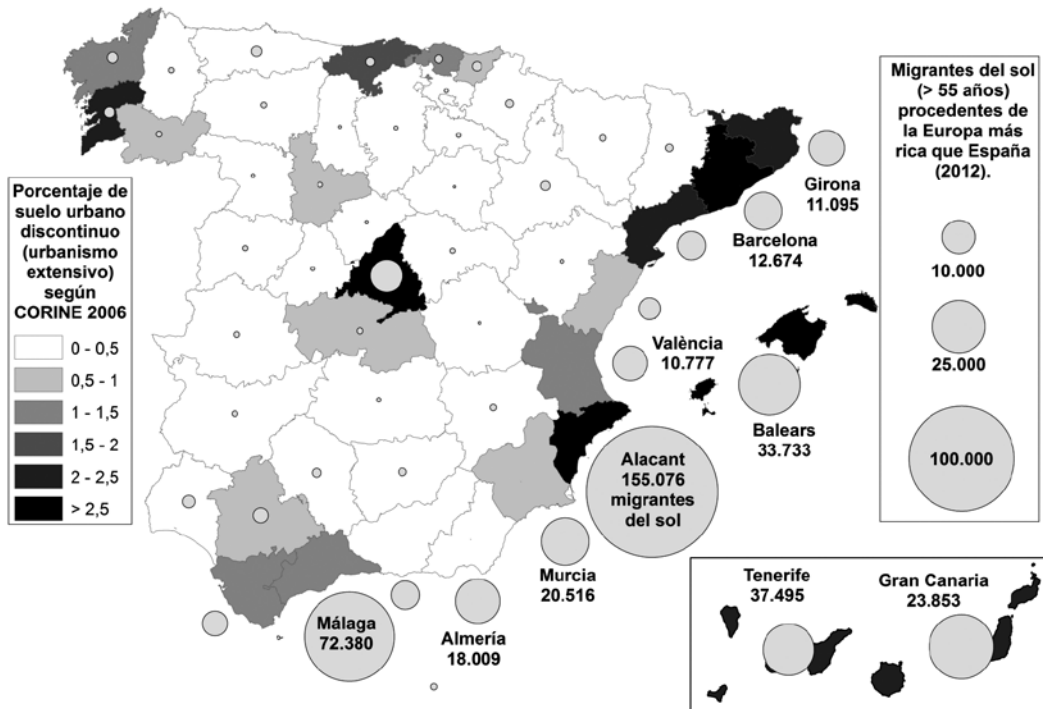 Porcentaje de
suelo urbano
discontinuo
(urbanismo
extensivo)
según
CORINE 2006
0 - 0,5
0,5 - 1
1 - 1,5
1,5 - 2
2 - 2,5
> 2,5
Girona
11.095
Barcelona
12.674
València
10.777
Balears
33.733
Alacant
155.076
migrantes
del sol
Murcia
20.516
Almería
18.009
Málaga
72.380
Migrantes del sol
(> 55 años)
procedentes de
la Europa más
rica que España
(2012).
10.000
25.000
100.000
Tenerife
37.495
Gran Canaria
23.853